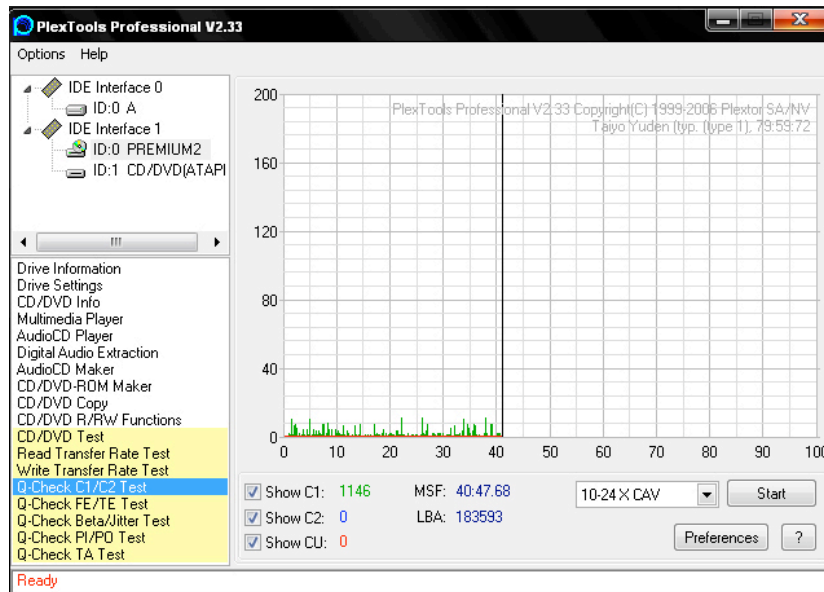 PlexTools Professional V2.33
Options Help
IDE Interface 0
ID:0 A
IDE Interface 1
ID:0 PREMIUM2
ID:1 CD/DVD(ATAPI
Drive Information
Drive Settings
CD/DVD Info
Multimedia Player
AudioCD Player
Digital Audio Extraction
AudioCD Maker
CD/DVD-ROM Maker
CD/DVD Copy
CD/DVD R/RW Functions
CD/DVD Test
Read Transfer Rate Test
Write Transfer Rate Test
Q-Check C1/C2 Test
Q-Check FE/TE Test
Q-Check Beta/Jitter Test
Q-Check PI/PO Test
Q-Check TA Test
Ready
PlexTools Professional V2.33 Copyright(C) 1999-2006 Plextor SA/NV
Taiyo Yuden (typ. (type 1), 79:59:72
200
160
120
80
40
0
0 10 20 30 40 50 60 70 80 90 100
Show C1: 1146 MSF: 40:47.68 10-24 X CAV Start
Show C2: 0 LBA: 183593
Show CU: 0 Preferences ?